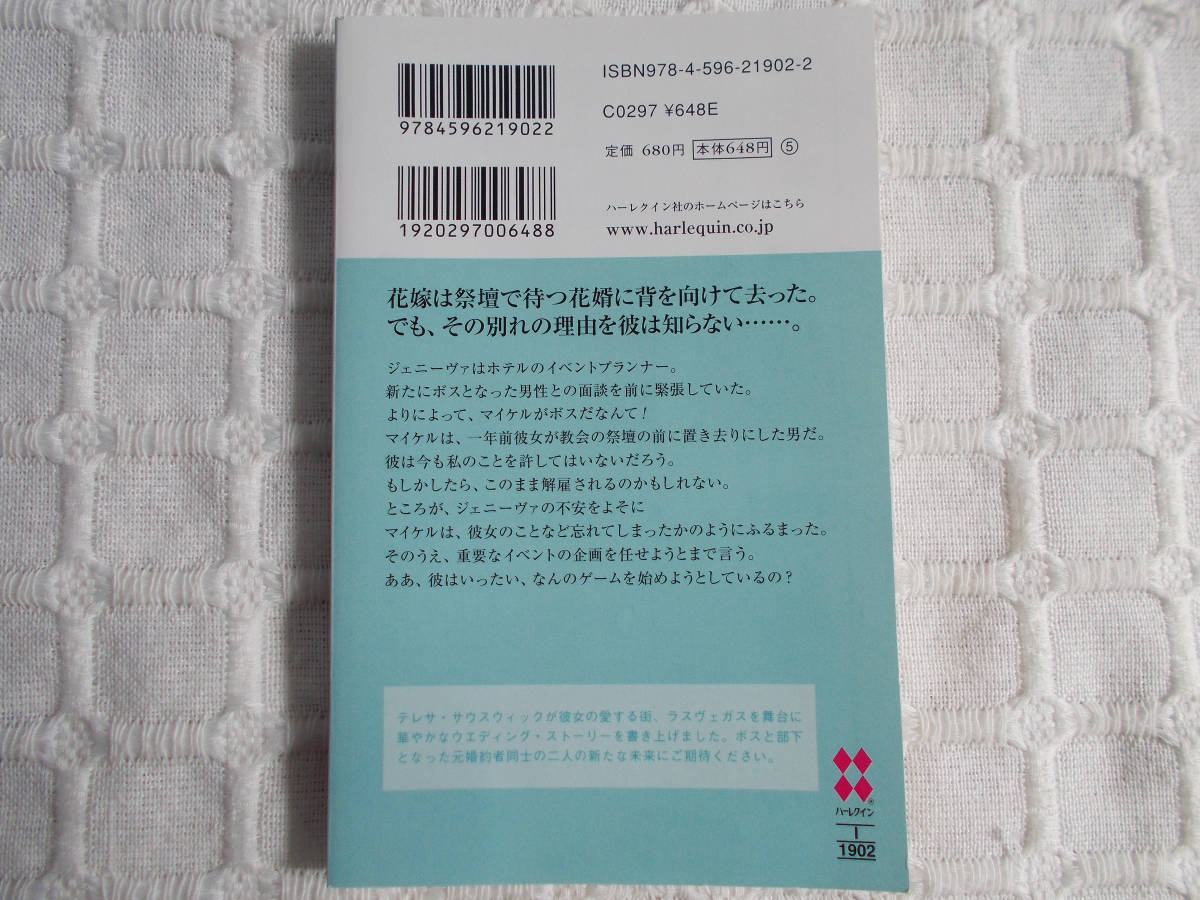 ISBN978-4-596-21902-2
C0297 ¥648E
9784596219022
定価 680円 本体648円 ⑤
1920297006488
ハーレクイン社のホームページはこちら
www.harlequin.co.jp
花嫁は祭壇で待つ花婿に背を向けて去った。
でも、その別れの理由を彼は知らない……。
ジェニーヴァはホテルのイベントプランナー。
新たにボスとなった男性との面談を前に緊張していた。
よりによって、マイケルがボスだなんて!
マイケルは、一年前彼女が教会の祭壇の前に置き去りにした男だ。
彼は今も私のことを許してはいないだろう。
もしかしたら、このまま解雇されるのかもしれない。
ところが、ジェニーヴァの不安をよそに
マイケルは、彼女のことなど忘れてしまったかのようにふるまった。
そのうえ、重要なイベントの企画を任せようとまで言う。
ああ、彼はいったい、なんのゲームを始めようとしているの?
テレサ・サウスウィックが彼女の愛する街、ラスヴェガスを舞台に
華やかなウエディング・ストーリーを書き上げました。ボスと部下
となった元婚約者同士の二人の新たな未来にご期待ください。
®
ハーレクイン
I
1902